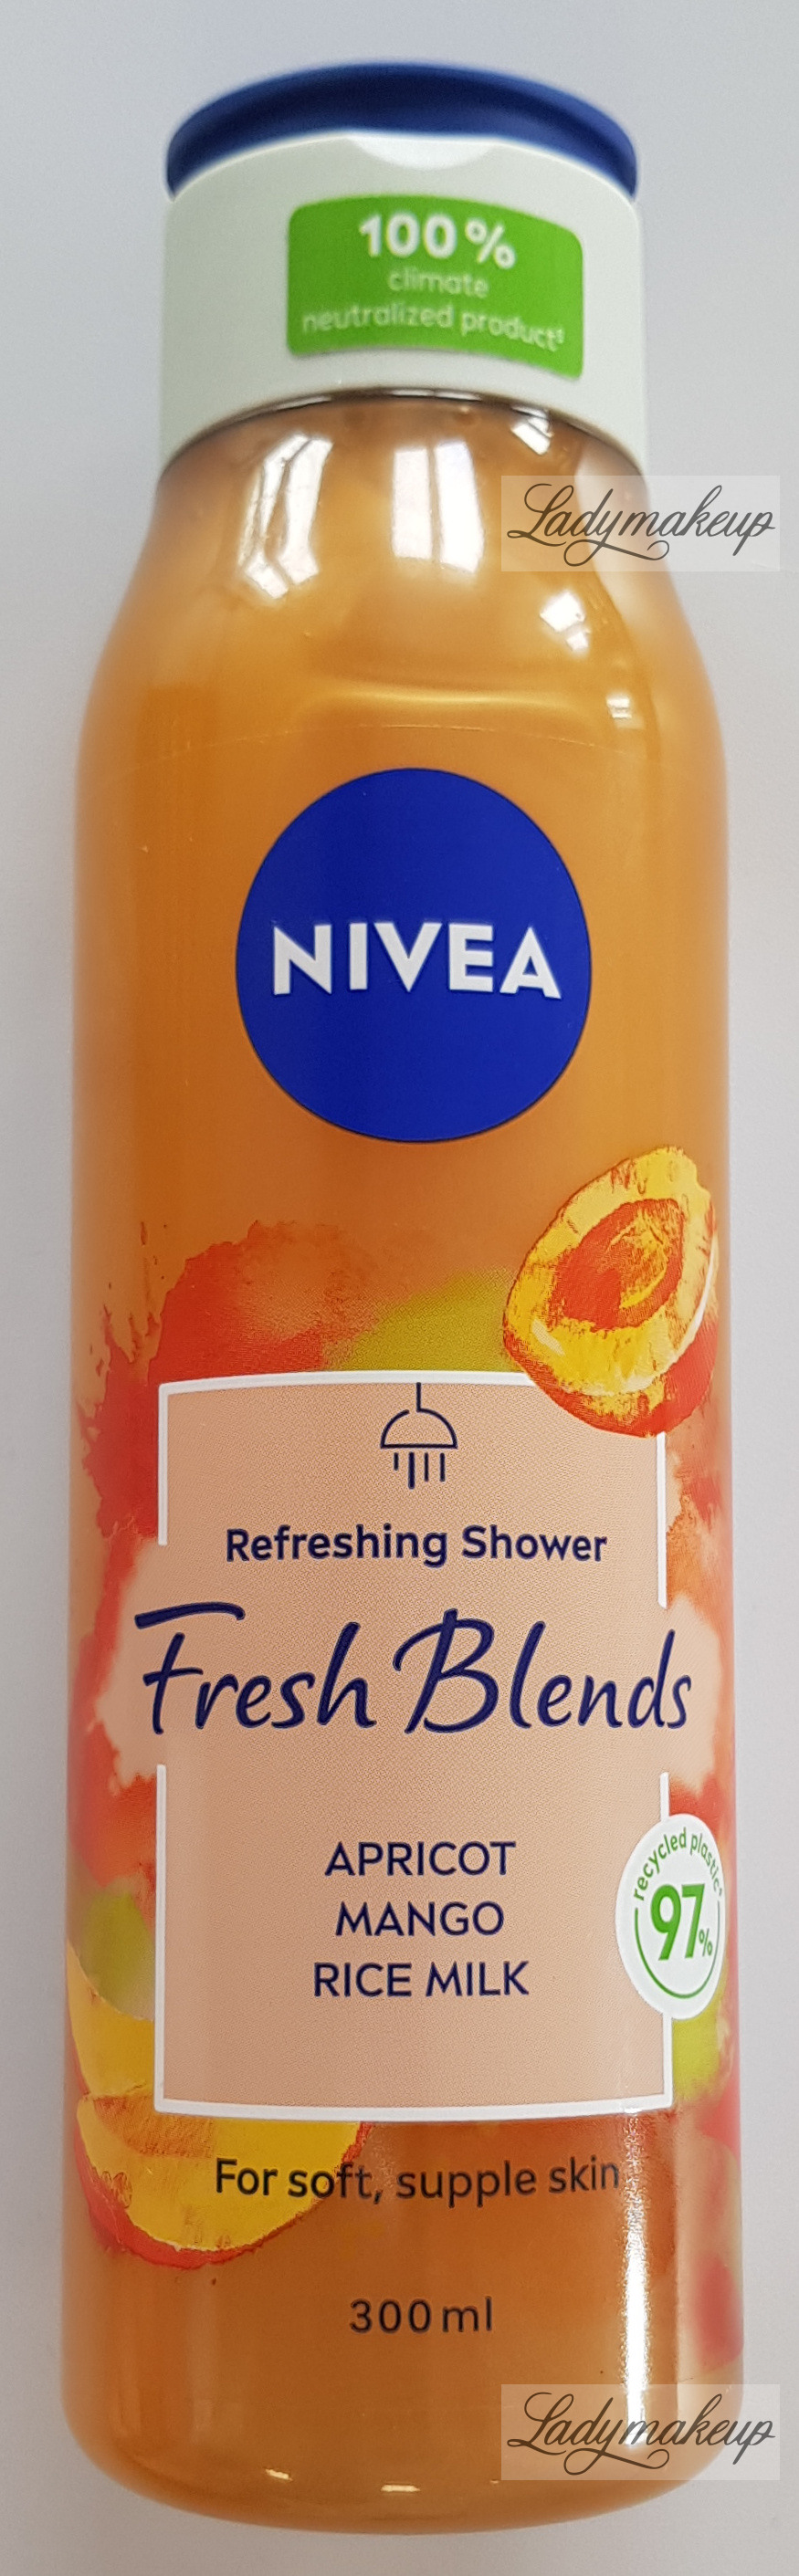 100%
climate
neutralized product§
Ladymakeup
NIVEA
Refreshing Shower
Fresh Blends
APRICOT
MANGO
RICE MILK
recycled plastic*
97%
For soft, supple skin
300 ml
Ladymakeup